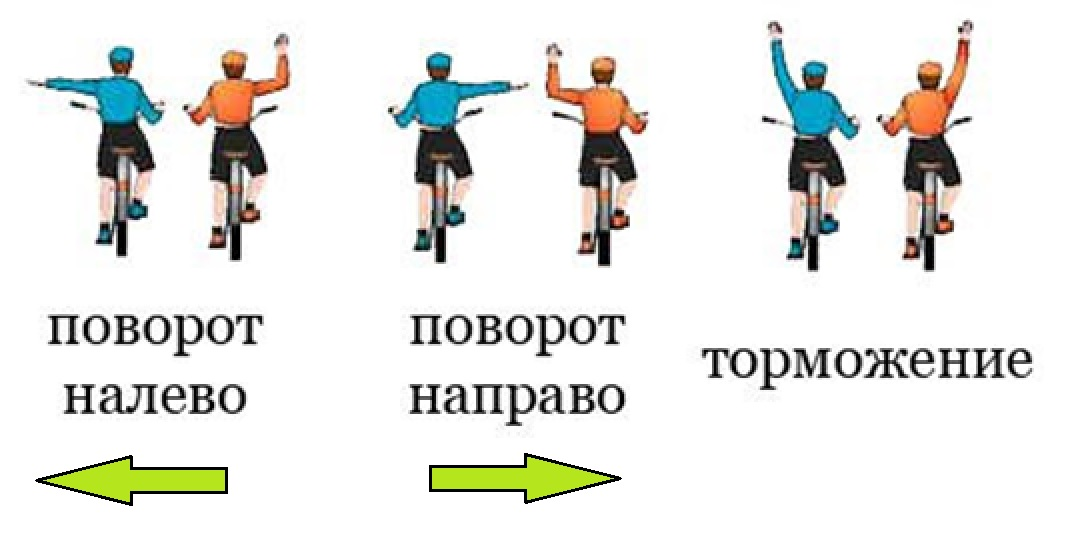 поворот
налево
поворот
направо
торможение